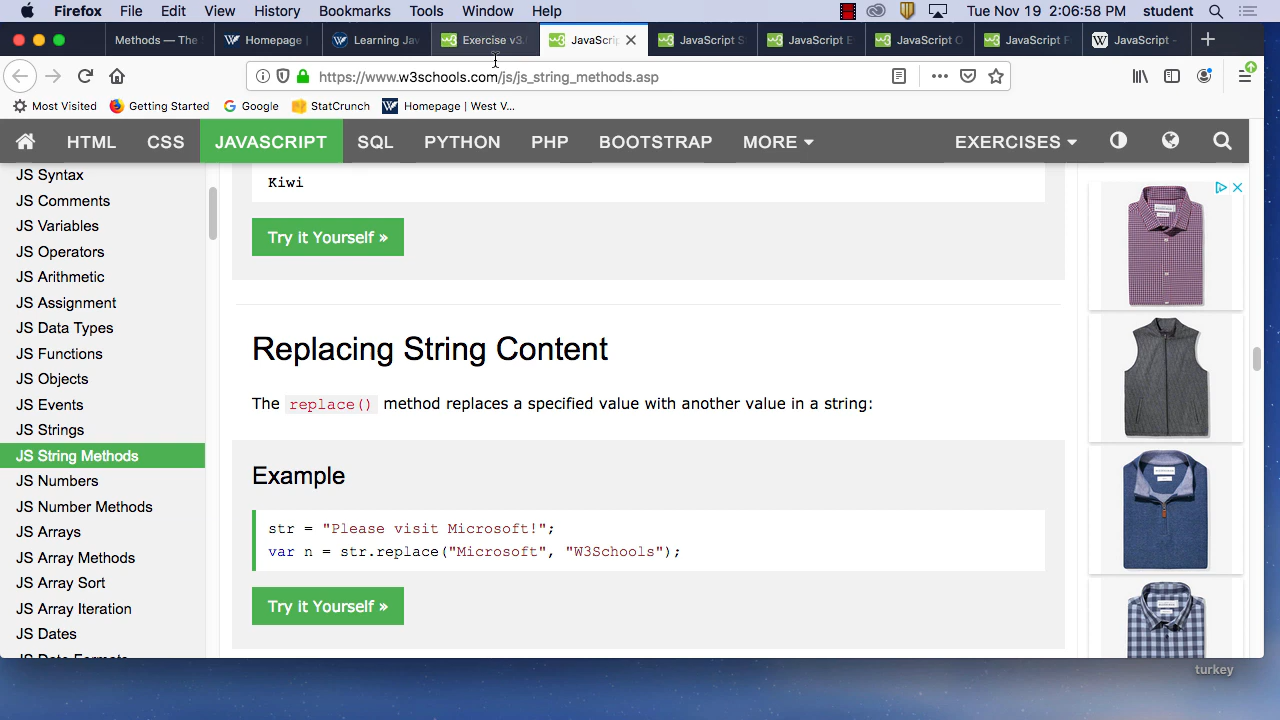 Firefox File Edit View History Bookmarks Tools Window Help Tue Nov 19 2:06:58 PM student
Methods — The Homepage | Learning Jav Exercise v3. JavaScrip JavaScript S JavaScript E JavaScript O JavaScript F JavaScript -
https://www.w3schools.com/js/js_string_methods.asp
Most Visited Getting Started Google StatCrunch Homepage | West V...
HTML CSS JAVASCRIPT SQL PYTHON PHP BOOTSTRAP MORE EXERCISES
JS Syntax
JS Comments
JS Variables
JS Operators
JS Arithmetic
JS Assignment
JS Data Types
JS Functions
JS Objects
JS Events
JS Strings
JS String Methods
JS Numbers
JS Number Methods
JS Arrays
JS Array Methods
JS Array Sort
JS Array Iteration
JS Dates
Kiwi
Try it Yourself »
Replacing String Content
The replace() method replaces a specified value with another value in a string:
Example
str = "Please visit Microsoft!";
var n = str.replace("Microsoft", "W3Schools");
Try it Yourself »
turkey